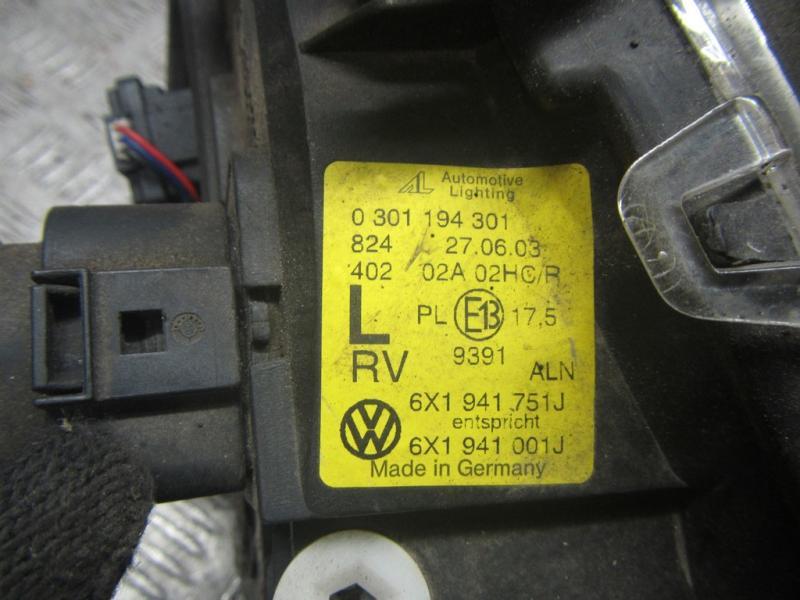 AL Automotive
Lighting
0 301 194 301
824 27.06.03
402 02A 02HC/R
L PL E13 17,5
RV 9391 ALN
6X1 941 751J
entspricht
6X1 941 001J
Made in Germany